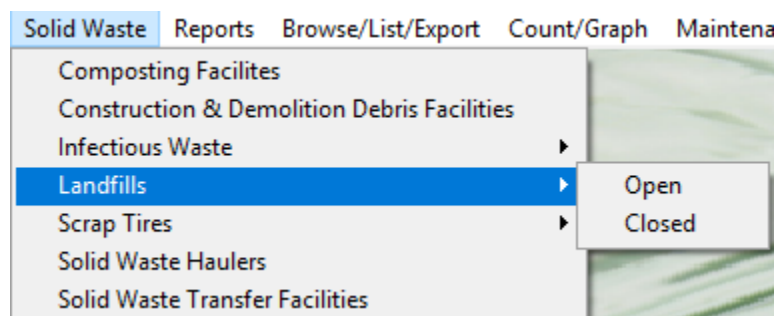 Solid Waste Reports Browse/List/Export Count/Graph Maintena
Composting Facilites
Construction & Demolition Debris Facilities
Infectious Waste
Landfills Open
Scrap Tires Closed
Solid Waste Haulers
Solid Waste Transfer Facilities